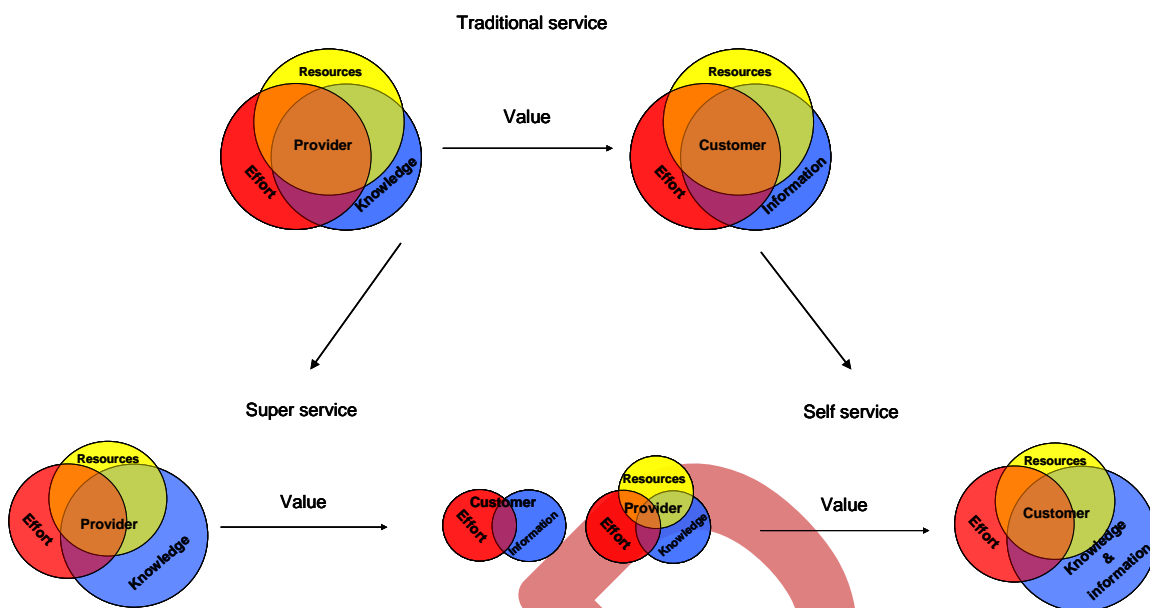 Traditional service
Resources
Provider
Effort
Knowledge
Value
Resources
Customer
Effort
Information
Super service
Self service
Resources
Provider
Effort
Knowledge
Value
Customer
Effort
Information
Resources
Provider
Effort
Knowledge
Value
Resources
Customer
Effort
Knowledge
&
information